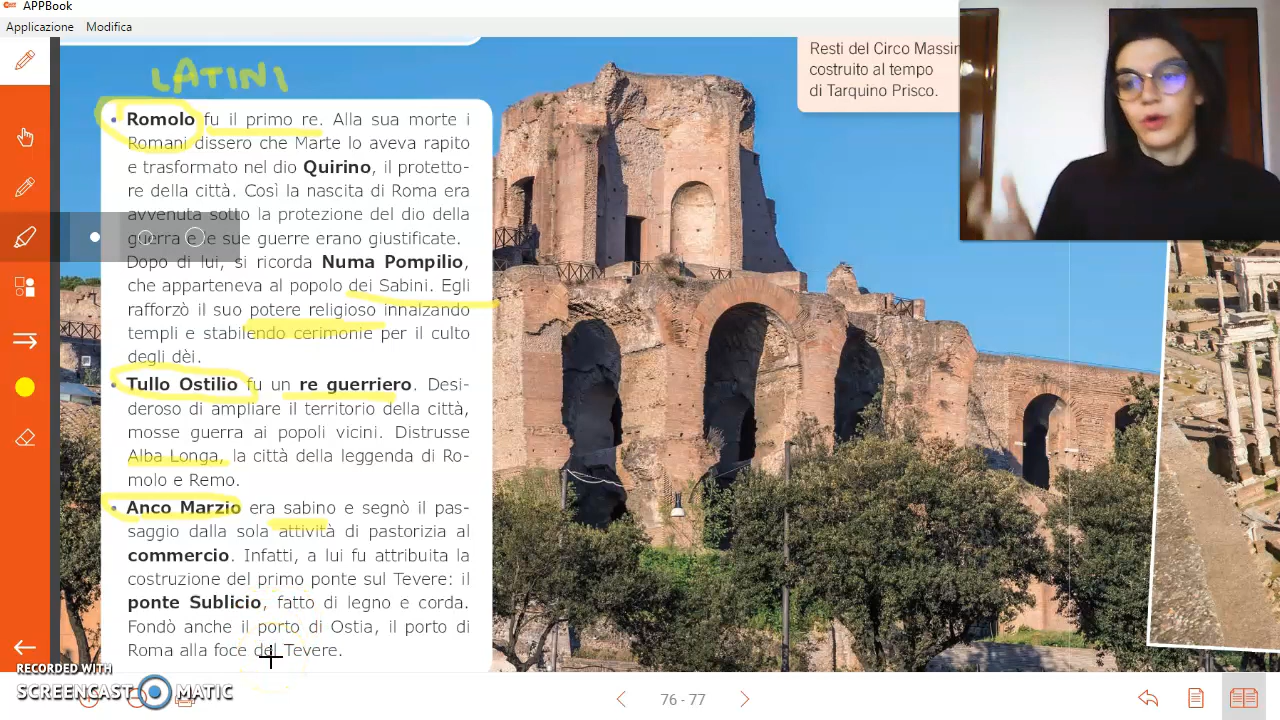 APPBook
Applicazione Modifica
LATINI
Resti del Circo Massim
costruito al tempo
di Tarquino Prisco.
• Romolo fu il primo re. Alla sua morte i
Romani dissero che Marte lo aveva rapito
e trasformato nel dio Quirino, il protetto-
re della città. Così la nascita di Roma era
avvenuta sotto la protezione del dio della
guerra e le sue guerre erano giustificate.
Dopo di lui, si ricorda Numa Pompilio,
che apparteneva al popolo dei Sabini. Egli
rafforzò il suo potere religioso innalzando
templi e stabilendo cerimonie per il culto
degli dèi.
• Tullo Ostilio fu un re guerriero. Desi-
deroso di ampliare il territorio della città,
mosse guerra ai popoli vicini. Distrusse
Alba Longa, la città della leggenda di Ro-
molo e Remo.
• Anco Marzio era sabino e segnò il pas-
saggio dalla sola attività di pastorizia al
commercio. Infatti, a lui fu attribuita la
costruzione del primo ponte sul Tevere: il
ponte Sublicio, fatto di legno e corda.
Fondò anche il porto di Ostia, il porto di
Roma alla foce del Tevere.
RECORDED WITH
SCREENCAST MATIC
76 - 77